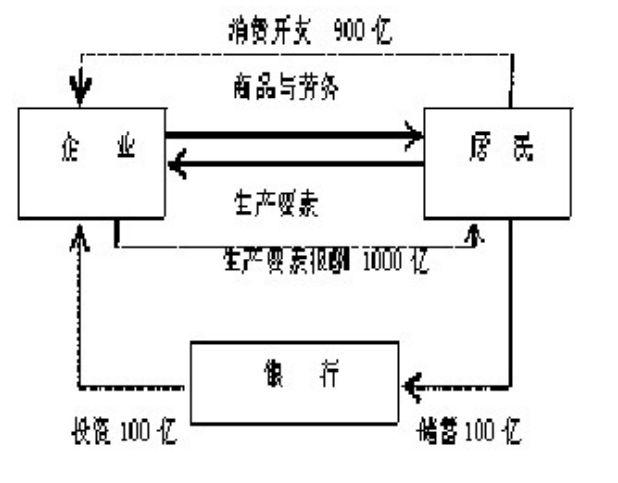 消费开支 900 亿
商品与劳务
企 业
居 民
生产要素
生产要素报酬 1000 亿
银 行
投资 100 亿
储蓄 100 亿